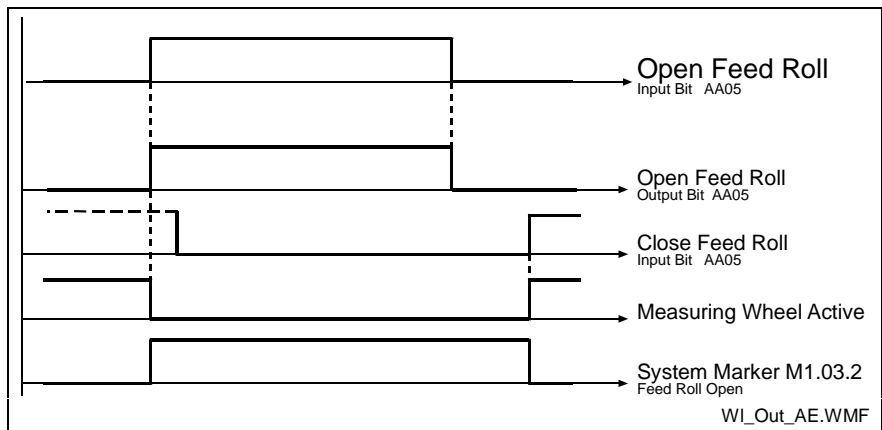 Open Feed Roll
Input Bit AA05
Open Feed Roll
Output Bit AA05
Close Feed Roll
Input Bit AA05
Measuring Wheel Active
System Marker M1.03.2
Feed Roll Open
WI_Out_AE.WMF